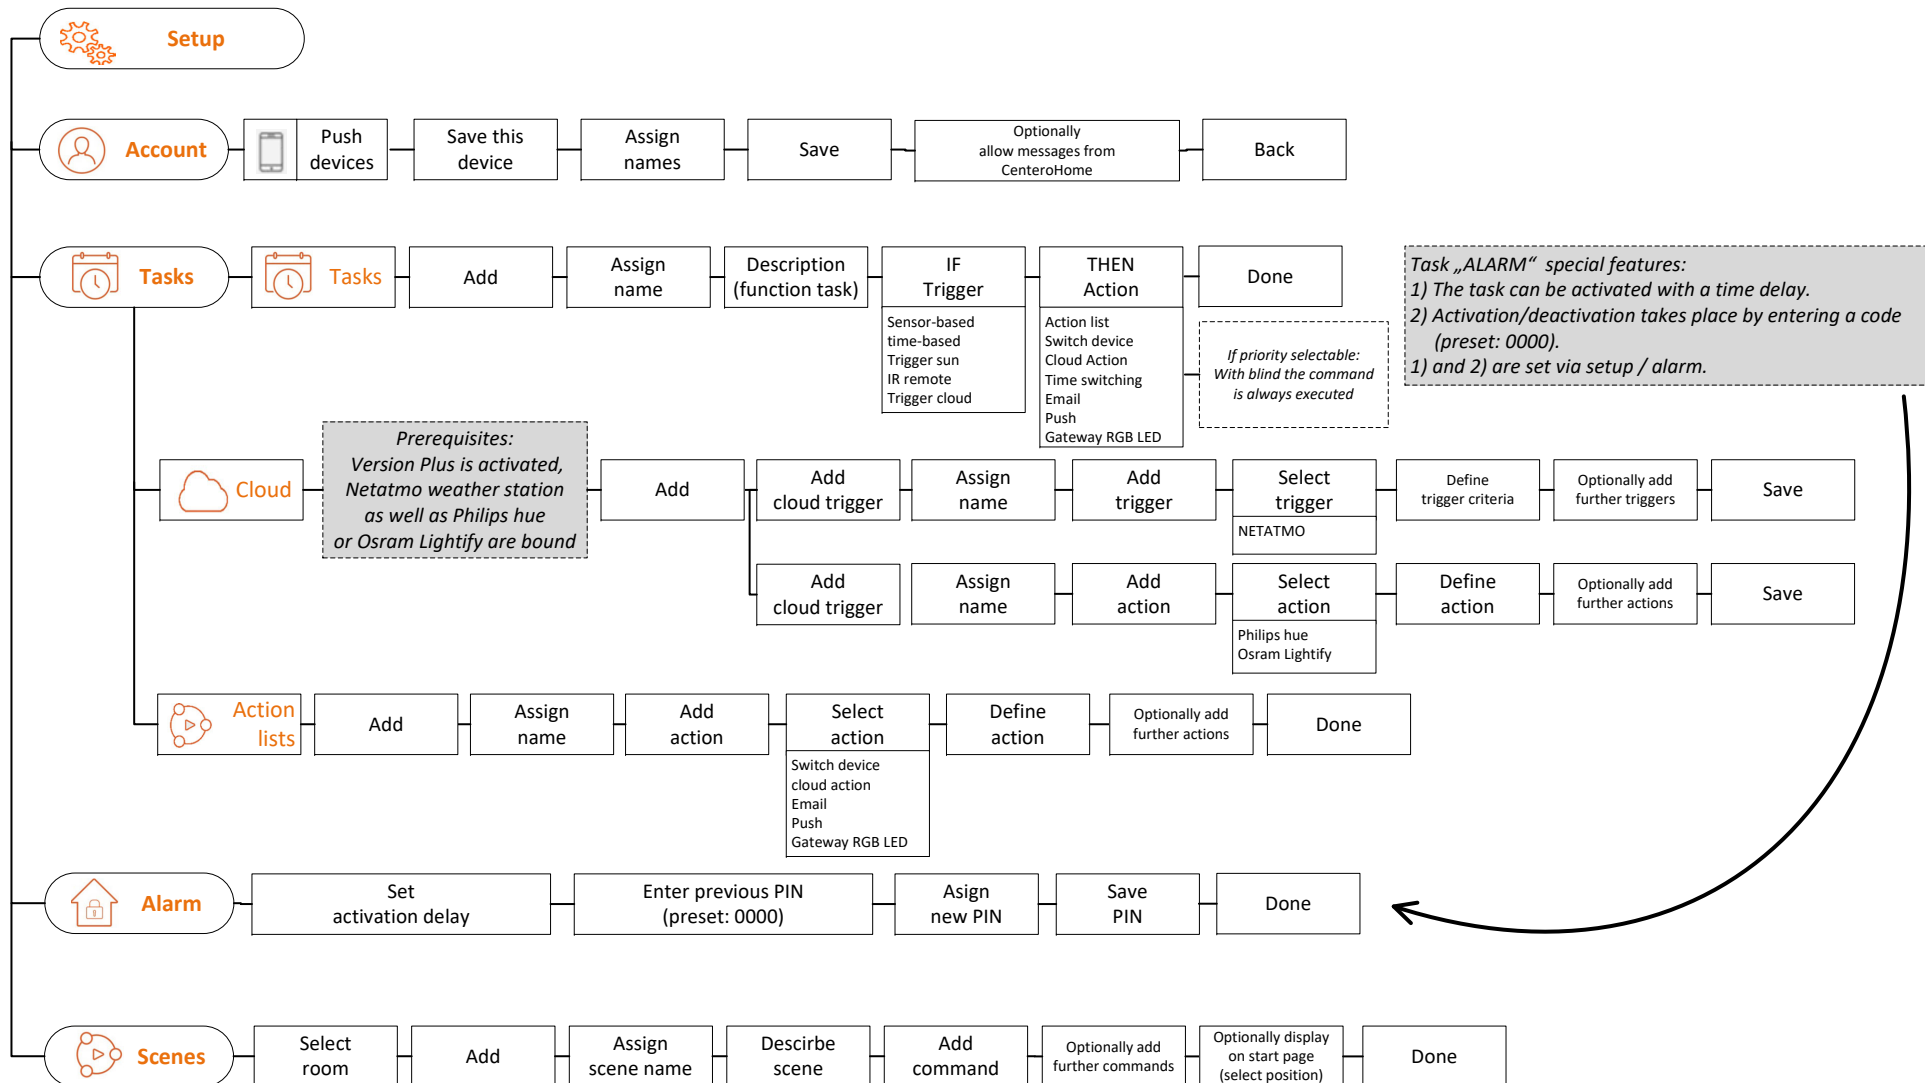 Setup
Account
Push
devices
Save this
device
Assign
names
Save
Optionally
allow messages from
CenteroHome
Back
Tasks
Tasks
Add
Assign
name
Description
(function task)
IF
Trigger
Sensor-based
time-based
Trigger sun
IR remote
Trigger cloud
THEN
Action
Action list
Switch device
Cloud Action
Time switching
Email
Push
Gateway RGB LED
Done
If priority selectable:
With blind the command
is always executed
Task „ALARM“ special features:
1) The task can be activated with a time delay.
2) Activation/deactivation takes place by entering a code
(preset: 0000).
1) and 2) are set via setup / alarm.
Cloud
Prerequisites:
Version Plus is activated,
Netatmo weather station
as well as Philips hue
or Osram Lightify are bound
Add
Add
cloud trigger
Assign
name
Add
trigger
Select
trigger
NETATMO
Define
trigger criteria
Optionally add
further triggers
Save
Add
cloud trigger
Assign
name
Add
action
Select
action
Philips hue
Osram Lightify
Define
action
Optionally add
further actions
Save
Action
lists
Add
Assign
name
Add
action
Select
action
Switch device
cloud action
Email
Push
Gateway RGB LED
Define
action
Optionally add
further actions
Done
Alarm
Set
activation delay
Enter previous PIN
(preset: 0000)
Asign
new PIN
Save
PIN
Done
Scenes
Select
room
Add
Assign
scene name
Descirbe
scene
Add
command
Optionally add
further commands
Optionally display
on start page
(select position)
Done